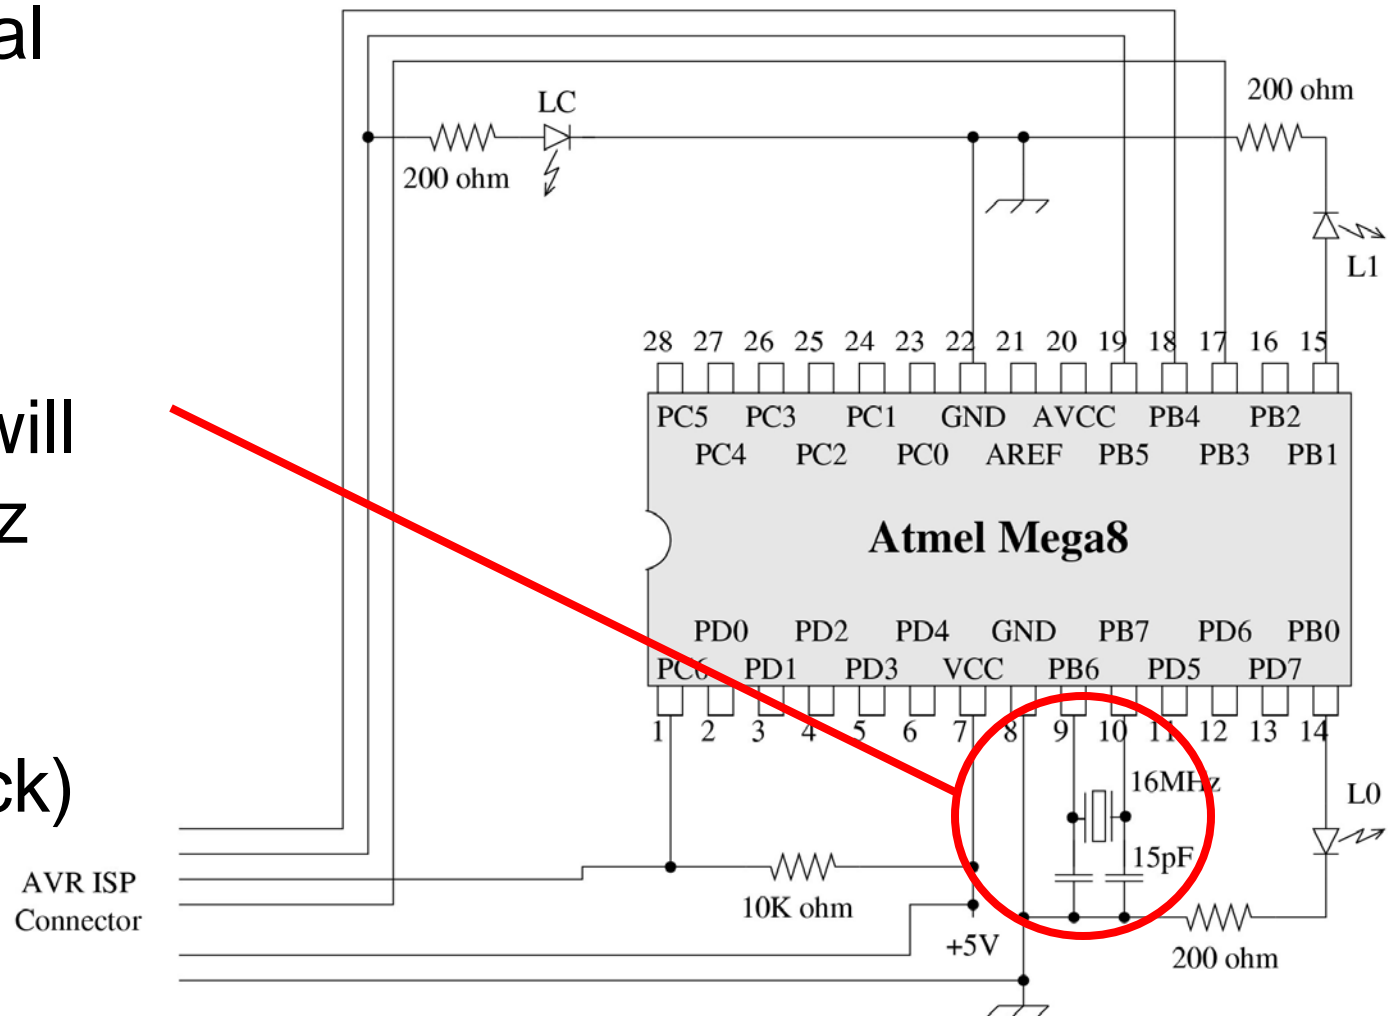 al
will
z
ck)
AVR ISP
Connector
LC
200 ohm
200 ohm
L1
28 27 26 25 24 23 22 21 20 19 18 17 16 15
PC5 PC3 PC1 GND AVCC PB4 PB2
PC4 PC2 PC0 AREF PB5 PB3 PB1
Atmel Mega8
PD0 PD2 PD4 GND PB7 PD6 PB0
PC6 PD1 PD3 VCC PB6 PD5 PD7
1 2 3 4 5 6 7 8 9 10 11 12 13 14
16MHz
L0
15pF
10K ohm
+5V
200 ohm